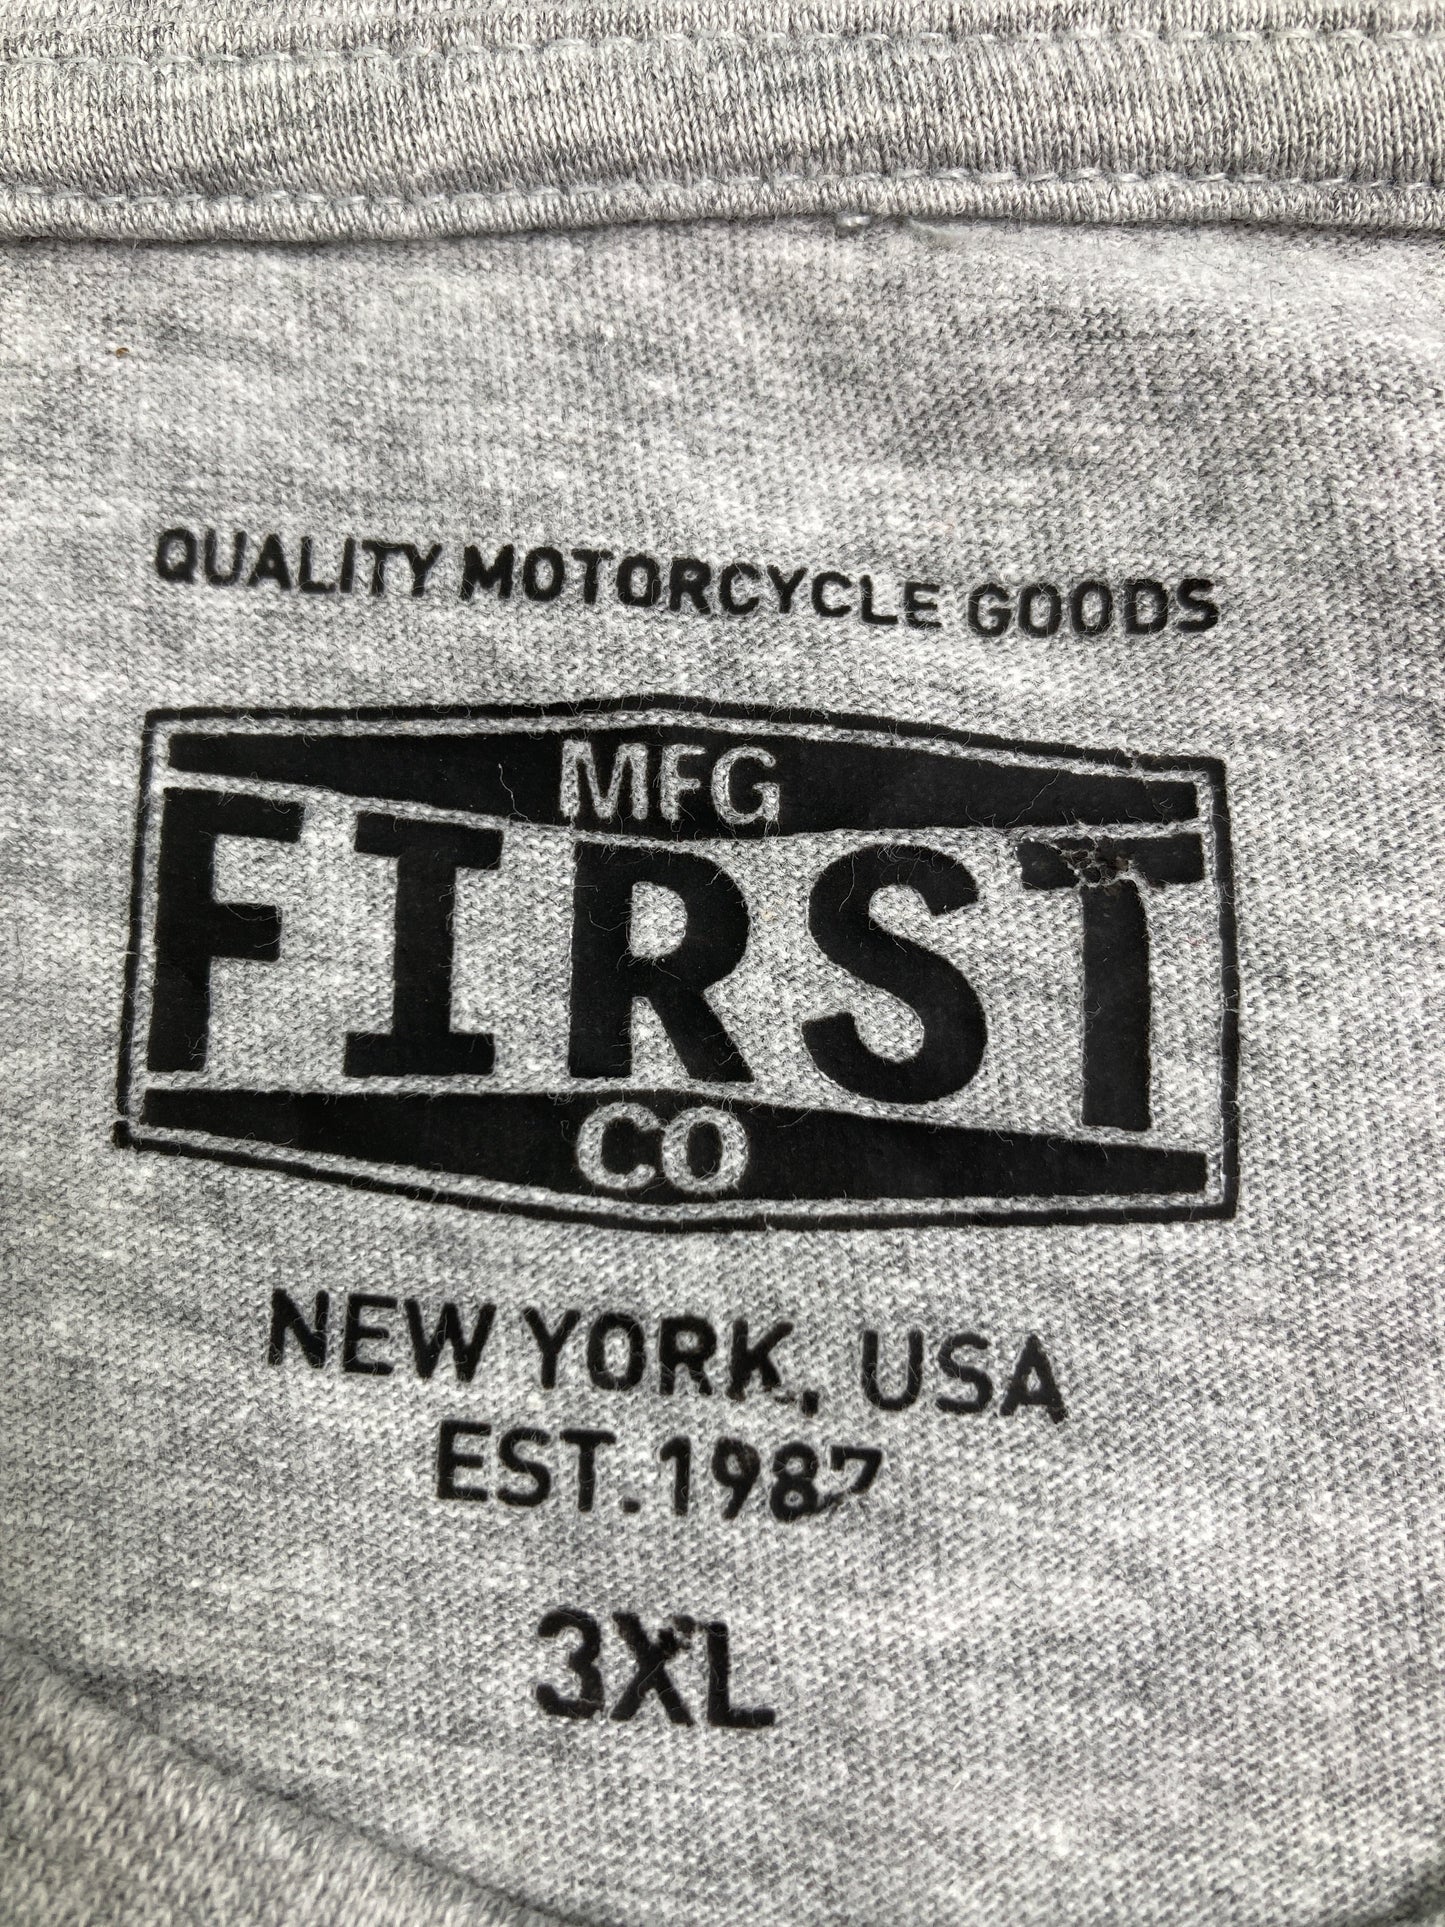 QUALITY MOTORCYCLE GOODS
MFG
FIRST
CO
NEW YORK, USA
EST.1987
3XL